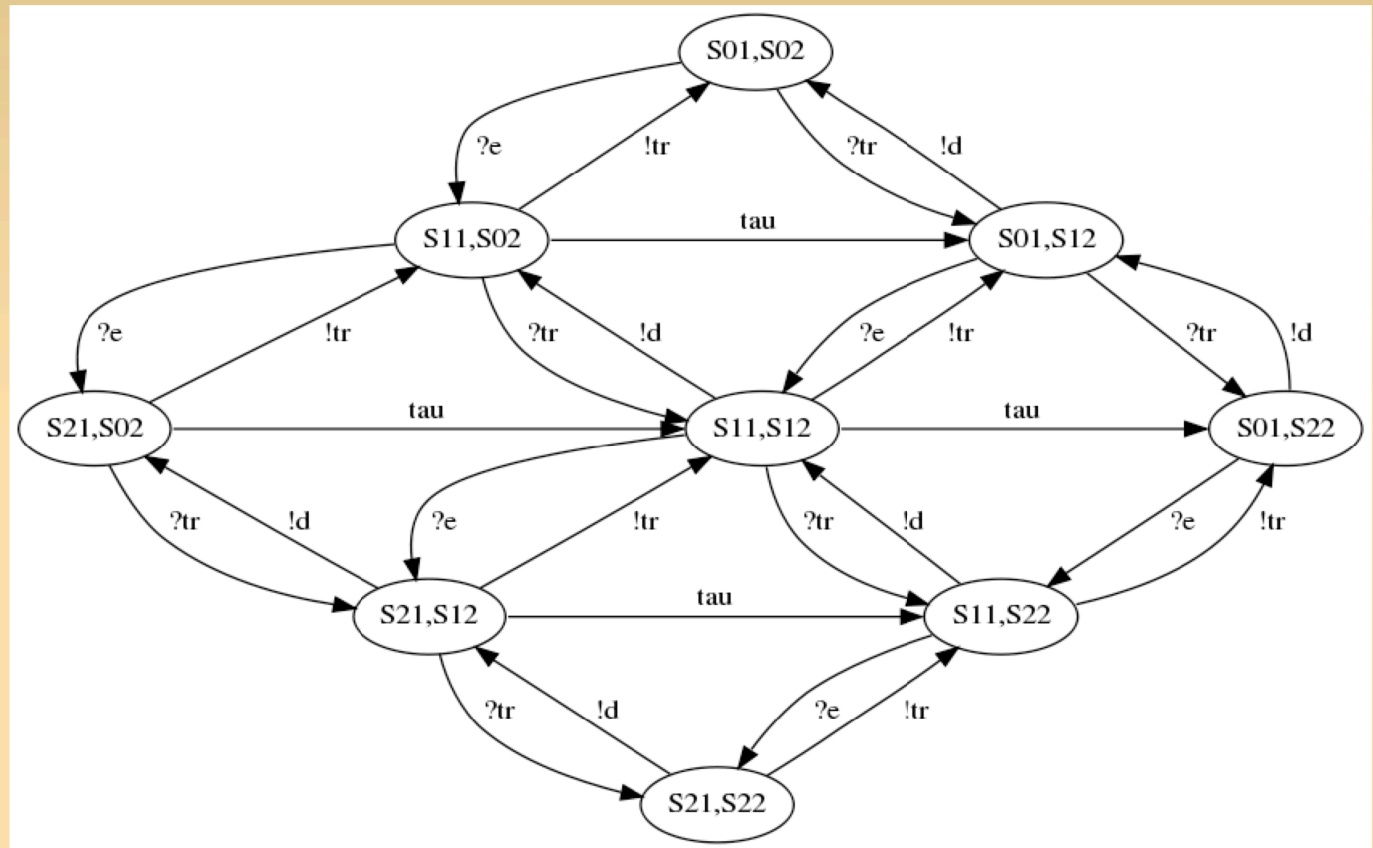 S01,S02
?e
!tr
?tr
!d
S11,S02
tau
S01,S12
?e
!tr
?tr
!d
?e
!tr
?tr
!d
S21,S02
tau
S11,S12
tau
S01,S22
?tr
!d
?e
!tr
?tr
!d
?e
!tr
S21,S12
tau
S11,S22
?tr
!d
?e
!tr
S21,S22